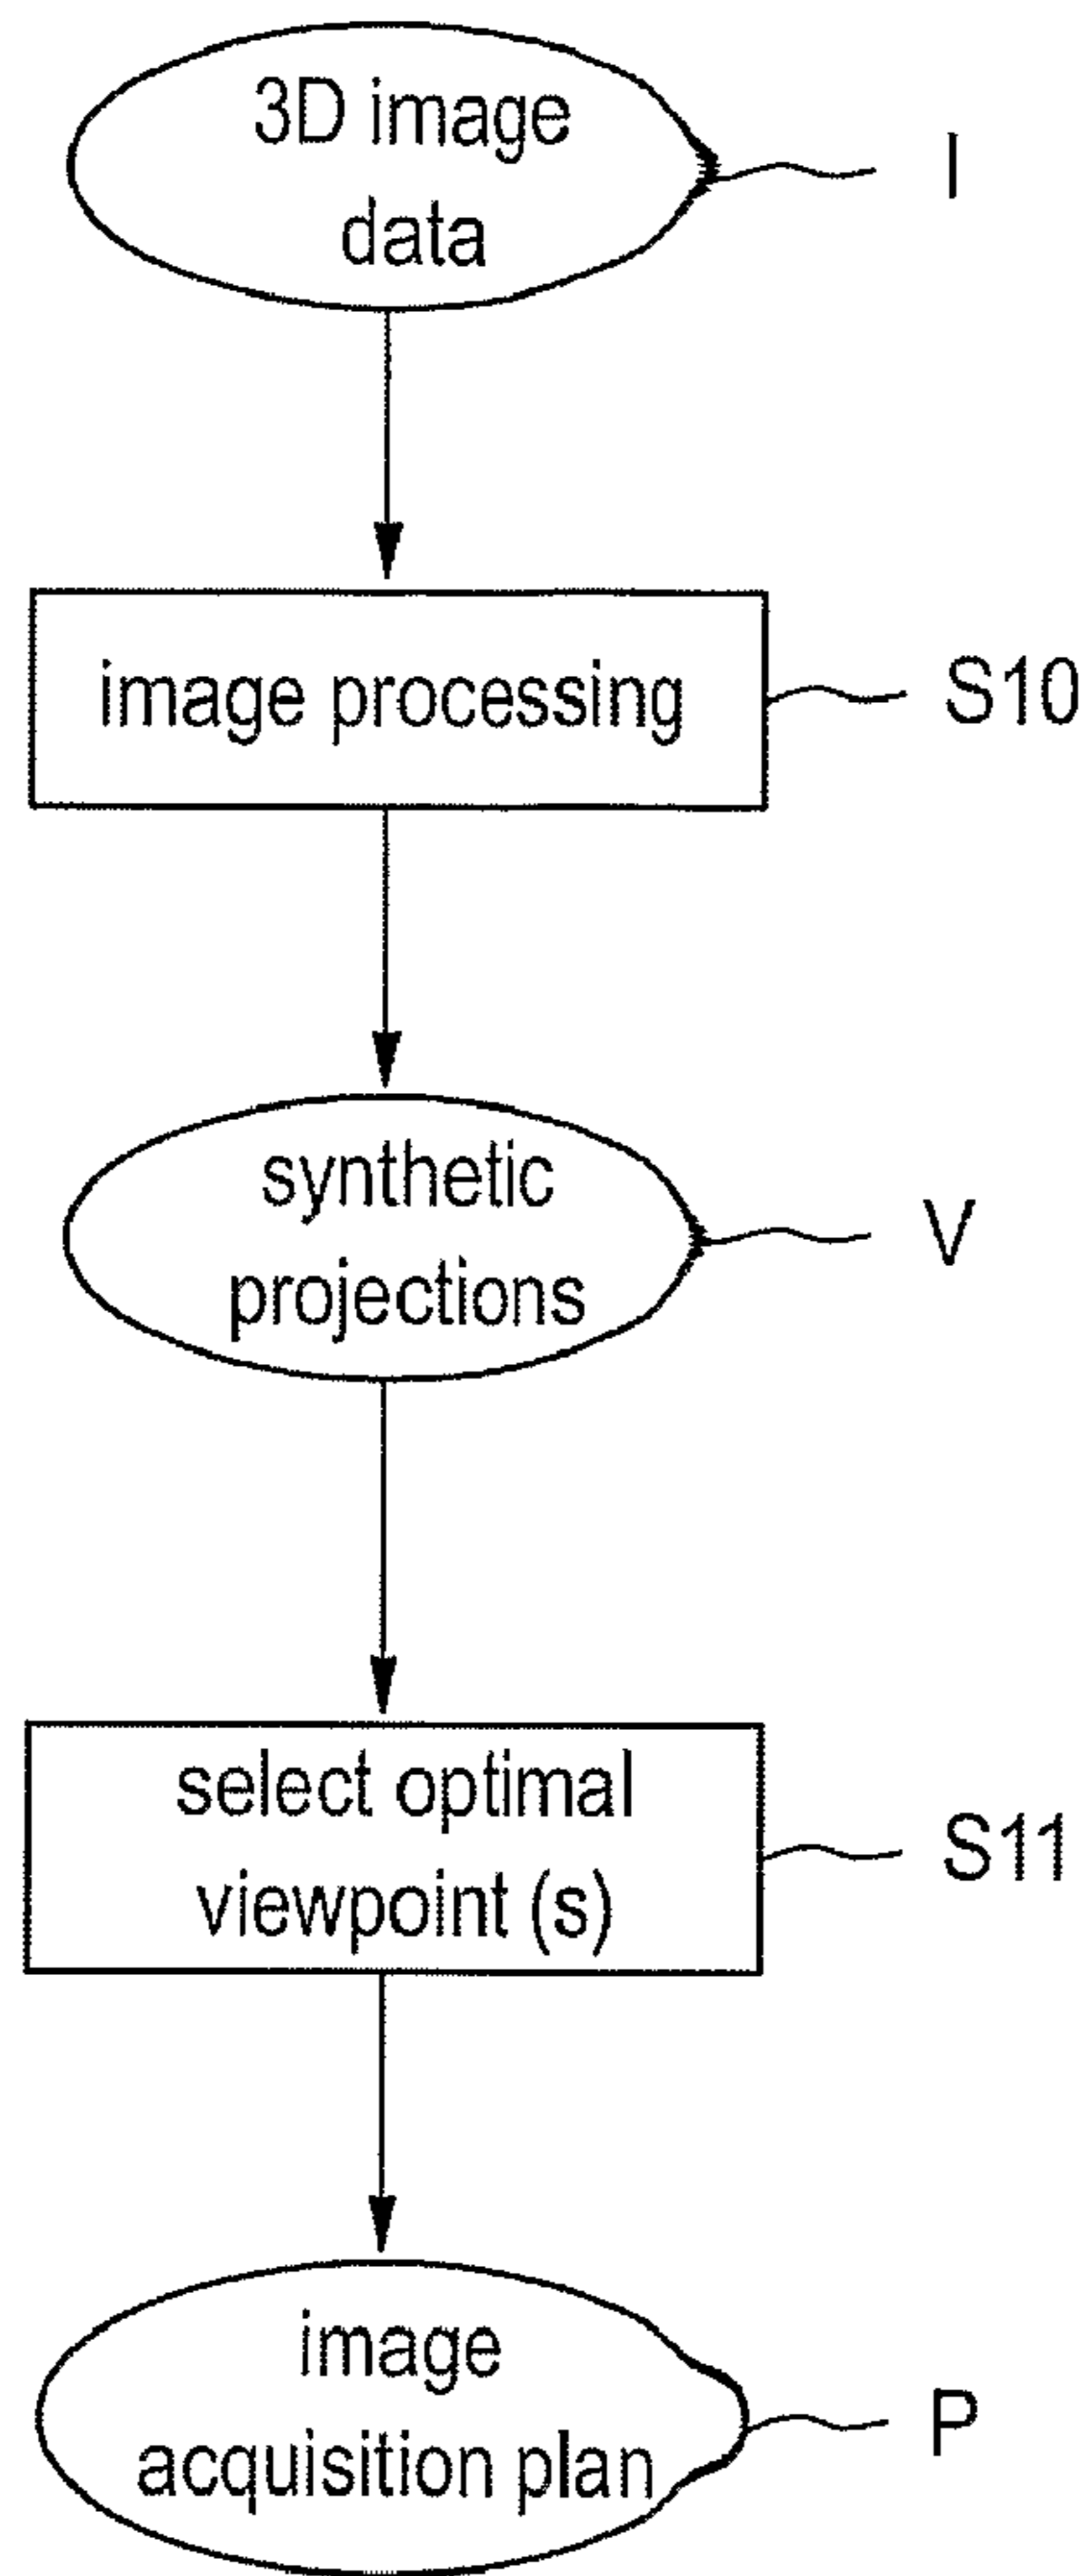 3D image
data
I
image processing
S10
synthetic
projections
V
select optimal
viewpoint (s)
S11
image
acquisition plan
P